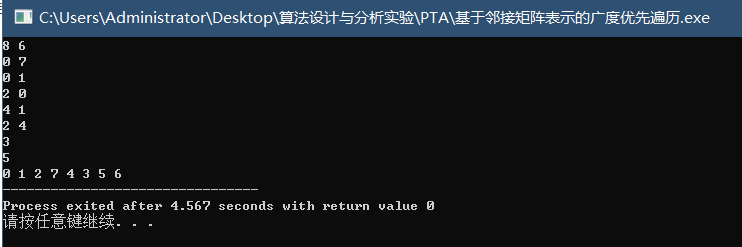 C:\Users\Administrator\Desktop\算法设计与分析实验\PTA\基于邻接矩阵表示的广度优先遍历.exe
8 6
0 7
0 1
2 0
4 1
2 4
3
5
0 1 2 7 4 3 5 6
--------------------------------
Process exited after 4.567 seconds with return value 0
请按任意键继续. . .